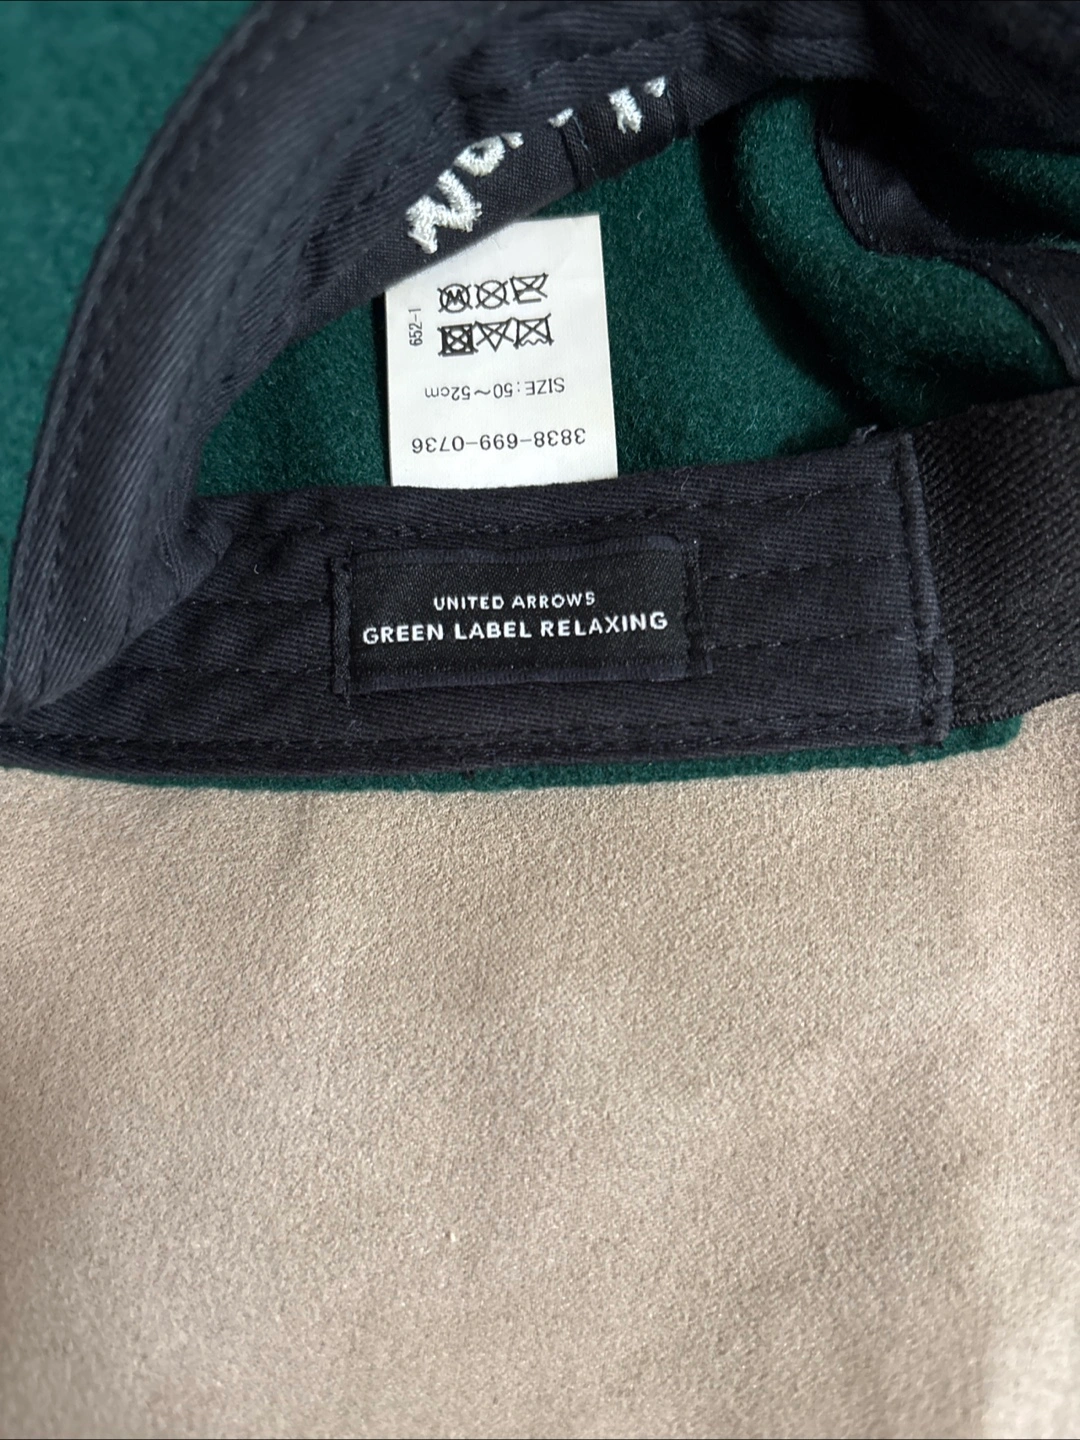 652-1
SIZE:50~52cm
3838-699-0736
UNITED ARROWS
GREEN LABEL RELAXING